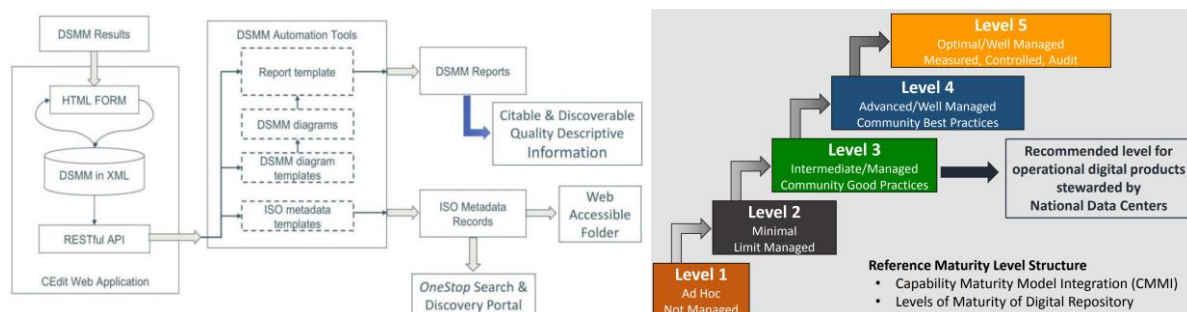 DSMM Results
HTML FORM
DSMM in XML
RESTful API
CEdit Web Application
DSMM Automation Tools
Report template
DSMM diagrams
DSMM diagram
templates
ISO metadata
templates
DSMM Reports
Citable & Discoverable
Quality Descriptive
Information
ISO Metadata
Records
Web
Accessible
Folder
OneStop Search &
Discovery Portal
Level 5
Optimal/Well Managed
Measured, Controlled, Audit
Level 4
Advanced/Well Managed
Community Best Practices
Level 3
Intermediate/Managed
Community Good Practices
Recommended level for
operational digital products
stewarded by
National Data Centers
Level 2
Minimal
Limit Managed
Level 1
Ad Hoc
Not Managed
Reference Maturity Level Structure
• Capability Maturity Model Integration (CMMI)
• Levels of Maturity of Digital Repository